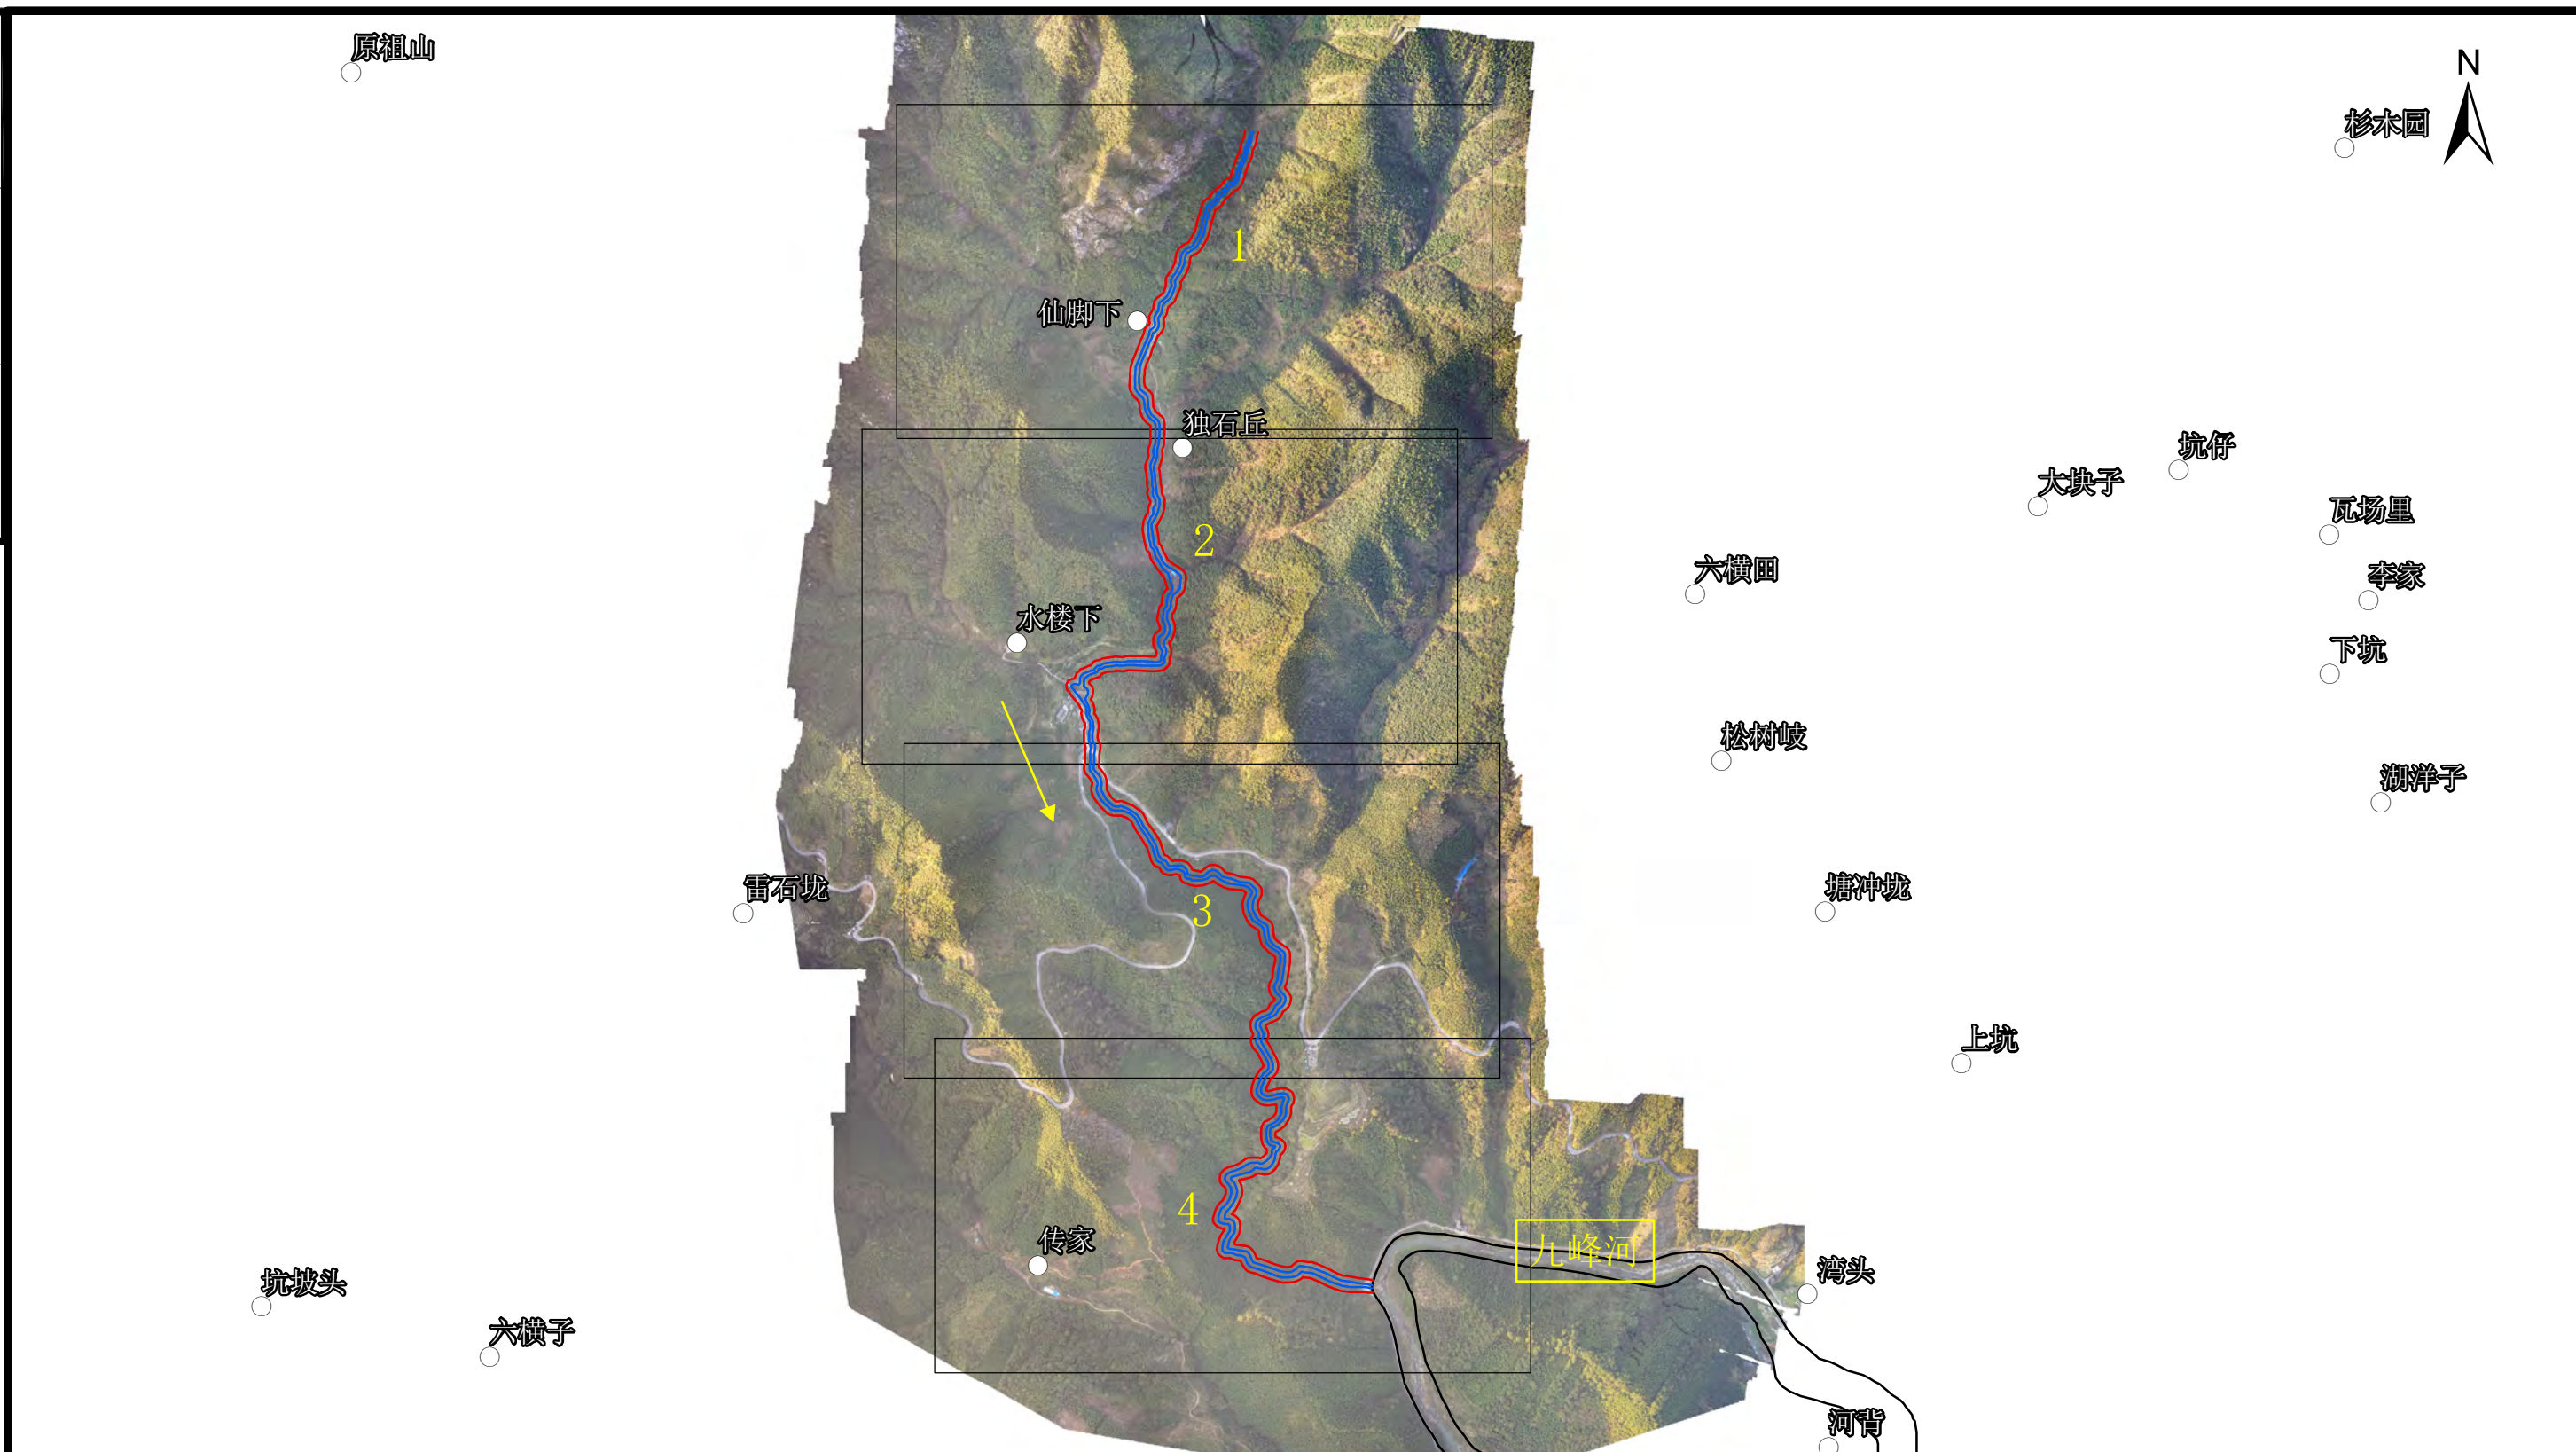 原祖山
N
杉木园
1
仙脚下
独石丘
坑仔
大块子
瓦场里
2
六横田
李家
水楼下
下坑
松树岐
湖洋子
雷石垅
塘冲垅
3
上坑
4
传家
九峰河
湾头
坑坡头
六横子
河背